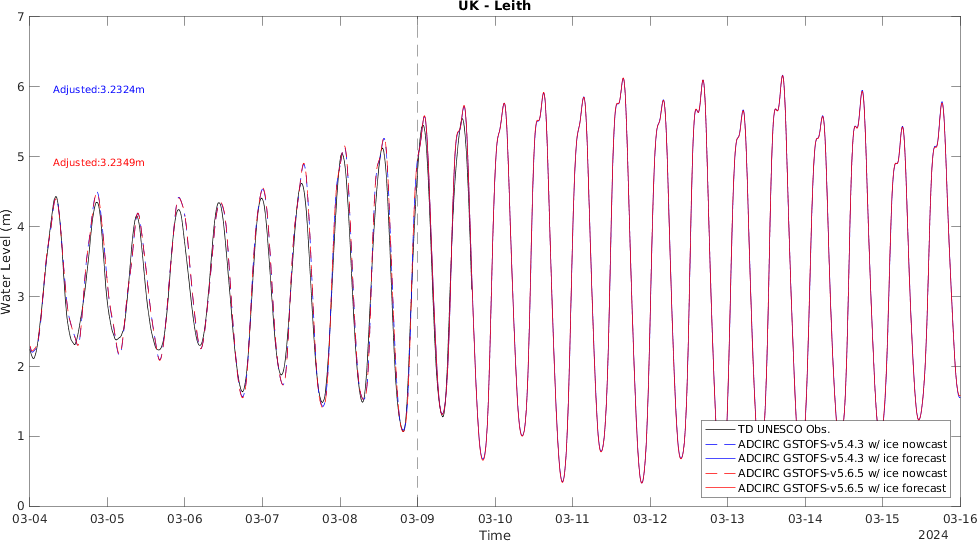 UK - Leith
7
6
5
4
3
2
1
0
Water Level (m)
Adjusted:3.2324m
Adjusted:3.2349m
TD UNESCO Obs.
ADCIRC GSTOFS-v5.4.3 w/ ice nowcast
ADCIRC GSTOFS-v5.4.3 w/ ice forecast
ADCIRC GSTOFS-v5.6.5 w/ ice nowcast
ADCIRC GSTOFS-v5.6.5 w/ ice forecast
03-04 03-05 03-06 03-07 03-08 03-09 03-10 03-11 03-12 03-13 03-14 03-15 03-16
Time
2024